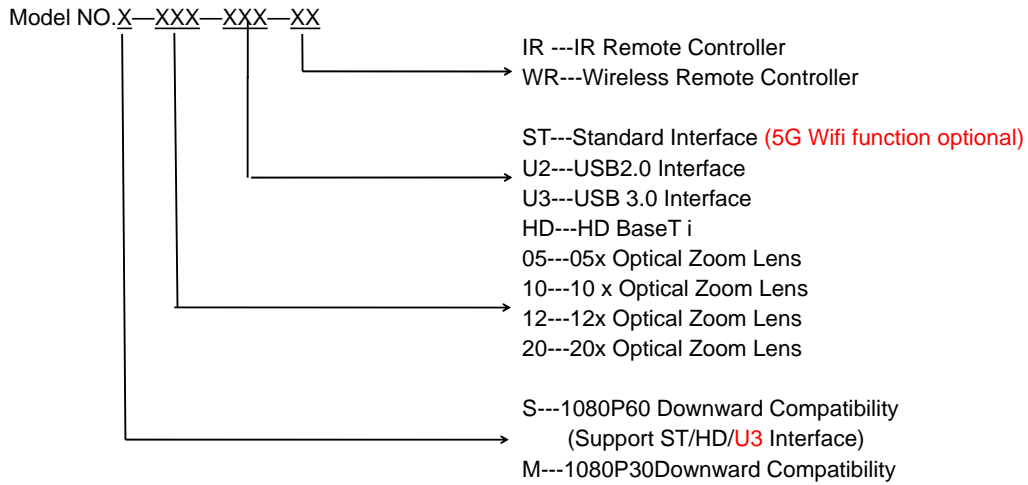 Model NO.X—XXX—XXX—XX
IR ---IR Remote Controller
WR---Wireless Remote Controller
ST---Standard Interface (5G Wifi function optional)
U2---USB2.0 Interface
U3---USB 3.0 Interface
HD---HD BaseT i
05---05x Optical Zoom Lens
10---10 x Optical Zoom Lens
12---12x Optical Zoom Lens
20---20x Optical Zoom Lens
S---1080P60 Downward Compatibility
(Support ST/HD/U3 Interface)
M---1080P30Downward Compatibility